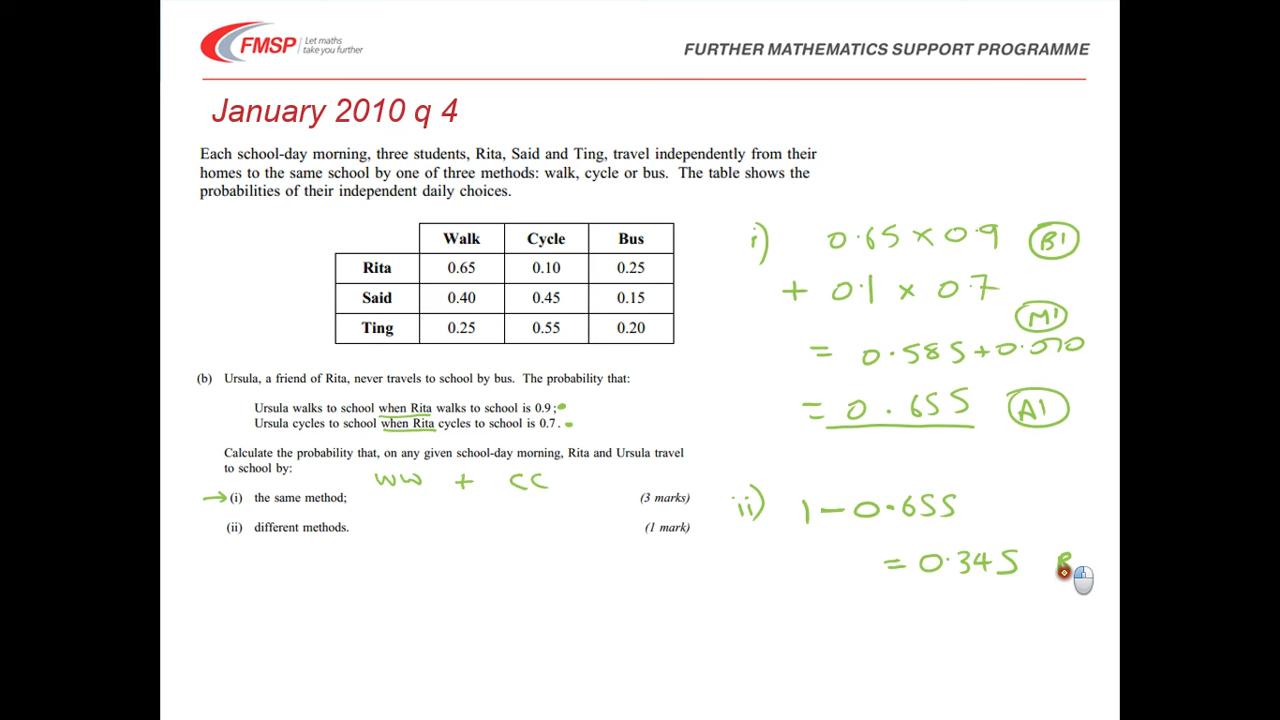 FMSP Let maths take you further
FURTHER MATHEMATICS SUPPORT PROGRAMME
January 2010 q 4
Each school-day morning, three students, Rita, Said and Ting, travel independently from their
homes to the same school by one of three methods: walk, cycle or bus. The table shows the
probabilities of their independent daily choices.
Walk Cycle Bus
Rita 0.65 0.10 0.25
Said 0.40 0.45 0.15
Ting 0.25 0.55 0.20
(b) Ursula, a friend of Rita, never travels to school by bus. The probability that:
Ursula walks to school when Rita walks to school is 0.9;
Ursula cycles to school when Rita cycles to school is 0.7.
Calculate the probability that, on any given school-day morning, Rita and Ursula travel
to school by:
WW + CC
→ (i) the same method; (3 marks)
(ii) different methods. (1 mark)
i) 0.65 × 0.9 B1
+ 0.1 × 0.7
M1
= 0.585 + 0.070
= 0.655 A1
ii) 1 - 0.655
= 0.345